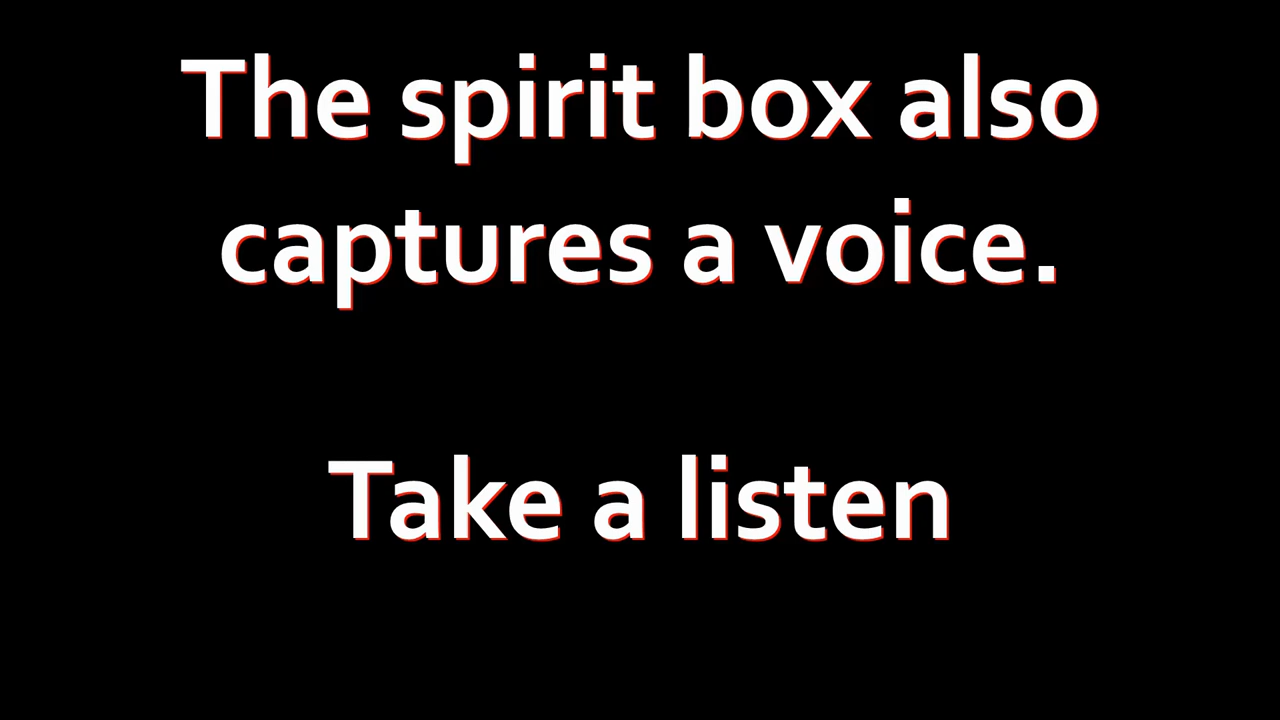 The spirit box also
captures a voice.
Take a listen